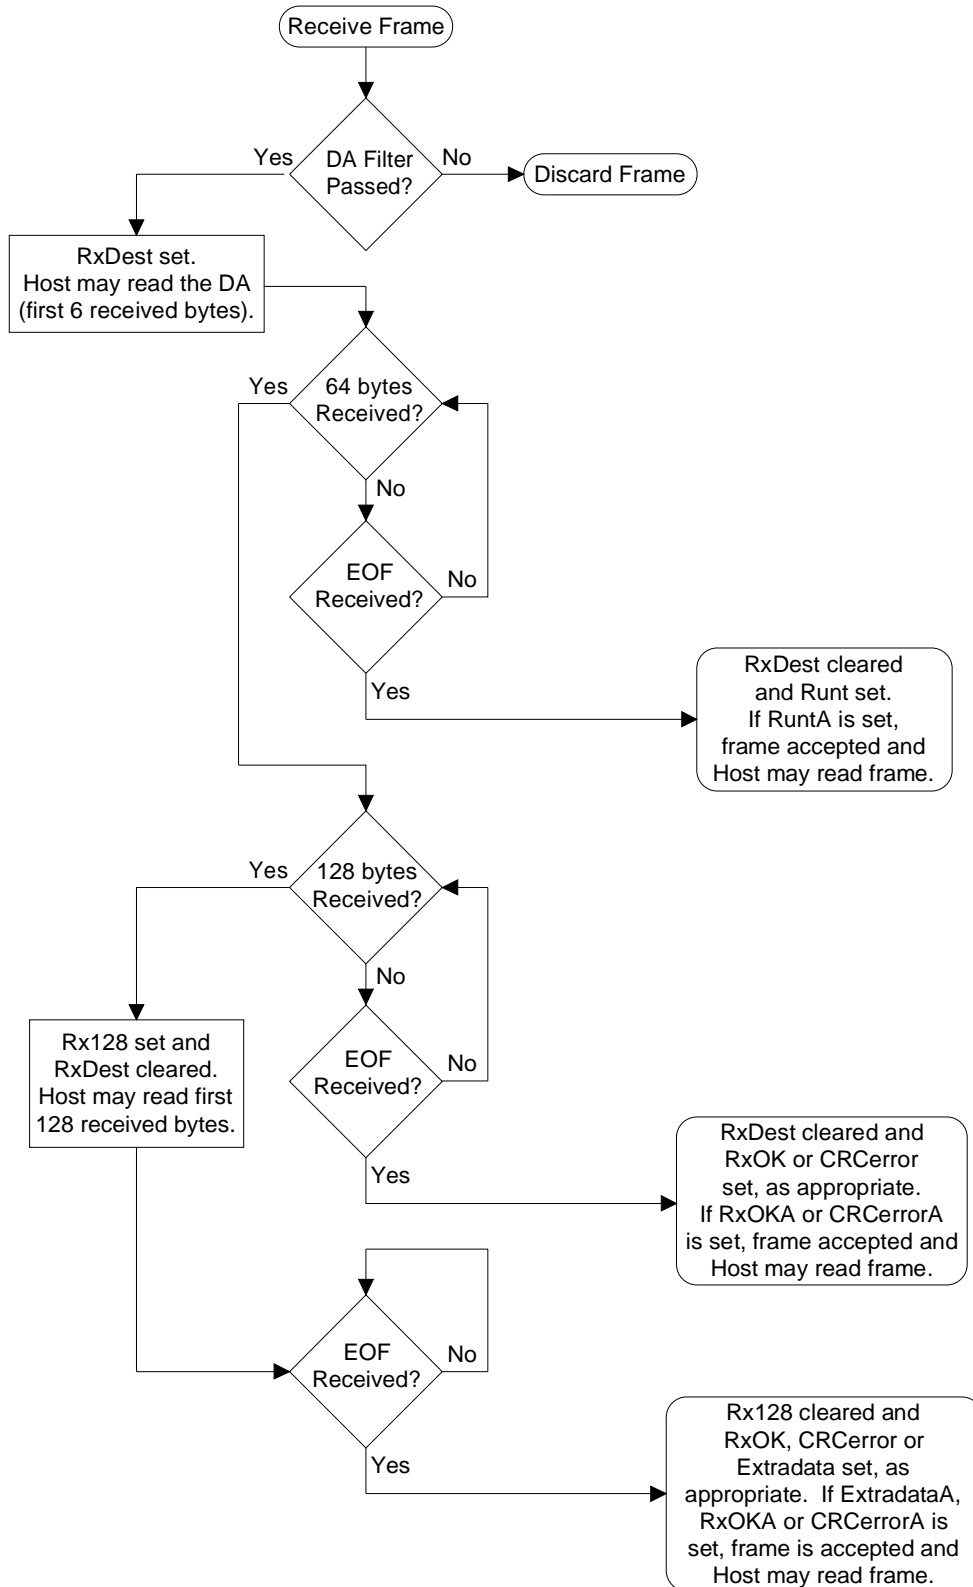 Receive Frame
DA Filter
Passed?
Yes
No
Discard Frame
RxDest set.
Host may read the DA
(first 6 received bytes).
Yes
64 bytes
Received?
No
EOF
Received?
No
Yes
RxDest cleared
and Runt set.
If RuntA is set,
frame accepted and
Host may read frame.
Yes
128 bytes
Received?
No
Rx128 set and
RxDest cleared.
Host may read first
128 received bytes.
EOF
Received?
No
Yes
RxDest cleared and
RxOK or CRCerror
set, as appropriate.
If RxOKA or CRCerrorA
is set, frame accepted and
Host may read frame.
EOF
Received?
No
Yes
Rx128 cleared and
RxOK, CRCerror or
Extradata set, as
appropriate.  If ExtradataA,
RxOKA or CRCerrorA is
set, frame is accepted and
Host may read frame.